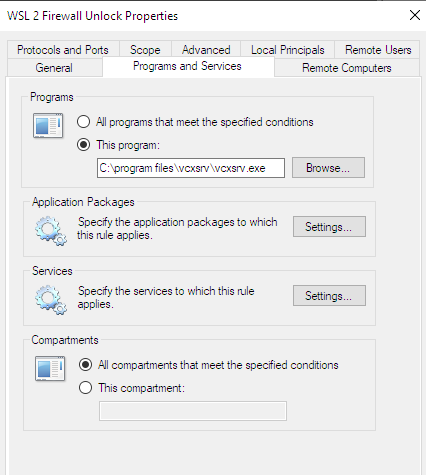 WSL 2 Firewall Unlock Properties
Protocols and Ports Scope Advanced Local Principals Remote Users
General Programs and Services Remote Computers
Programs
All programs that meet the specified conditions
This program:
C:\program files\vcxsrv\vcxsrv.exe Browse...
Application Packages
Specify the application packages to which
this rule applies.
Settings...
Services
Specify the services to which this rule
applies.
Settings...
Compartments
All compartments that meet the specified conditions
This compartment: